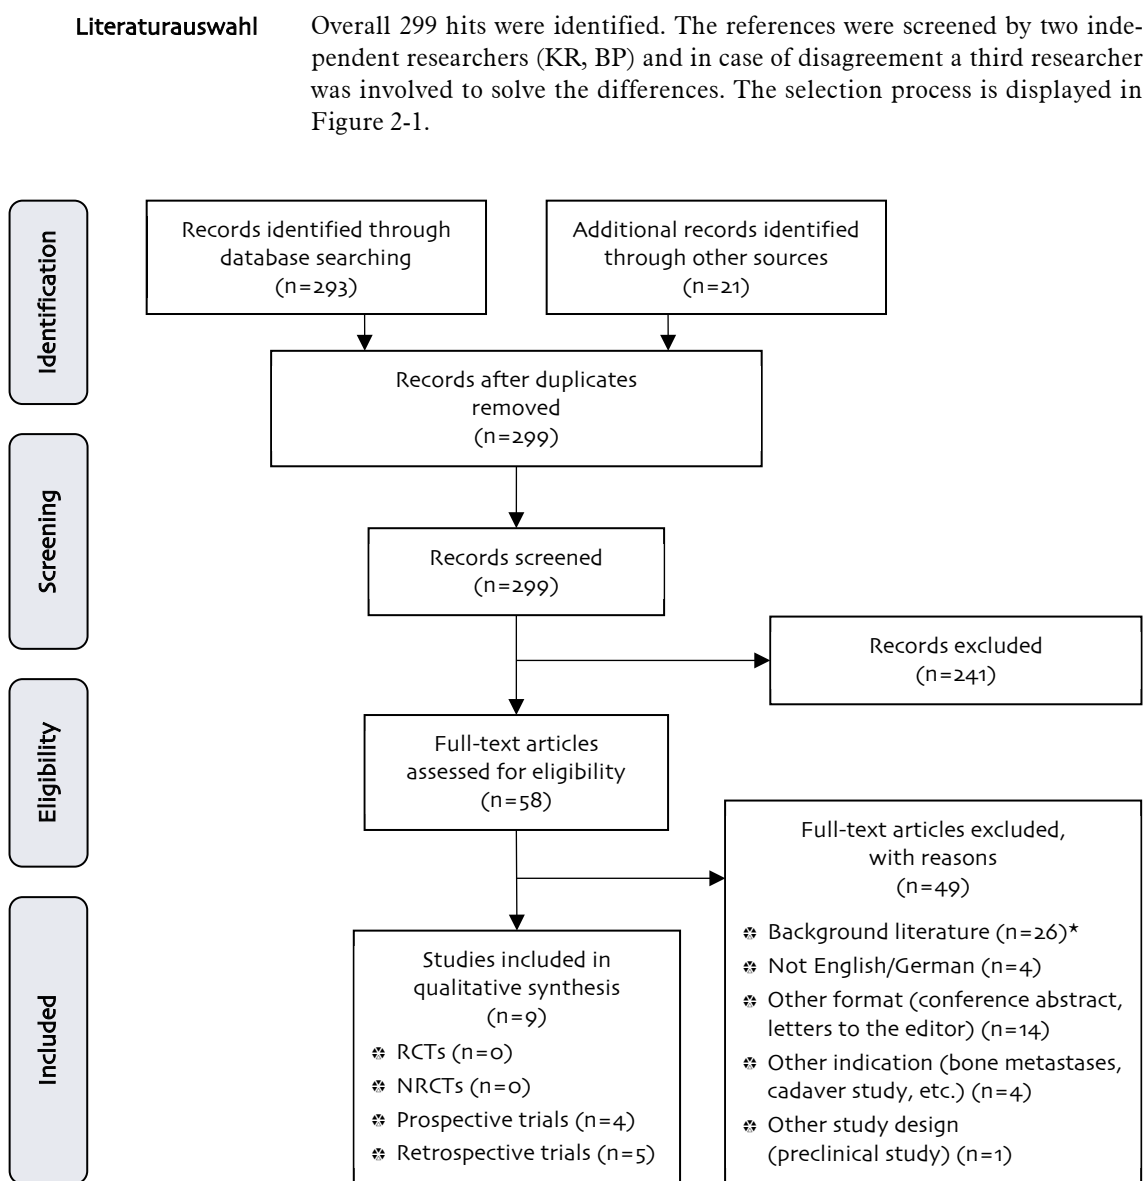 Literaturauswahl
Overall 299 hits were identified. The references were screened by two inde-
pendent researchers (KR, BP) and in case of disagreement a third researcher
was involved to solve the differences. The selection process is displayed in
Figure 2-1.
Identification
Records identified through
database searching
(n=293)
Additional records identified
through other sources
(n=21)
Records after duplicates
removed
(n=299)
Screening
Records screened
(n=299)
Records excluded
(n=241)
Eligibility
Full-text articles
assessed for eligibility
(n=58)
Full-text articles excluded,
with reasons
(n=49)
Background literature (n=26)*
Not English/German (n=4)
Other format (conference abstract,
letters to the editor) (n=14)
Other indication (bone metastases,
cadaver study, etc.) (n=4)
Other study design
(preclinical study) (n=1)
Included
Studies included in
qualitative synthesis
(n=9)
RCTs (n=0)
NRCTs (n=0)
Prospective trials (n=4)
Retrospective trials (n=5)